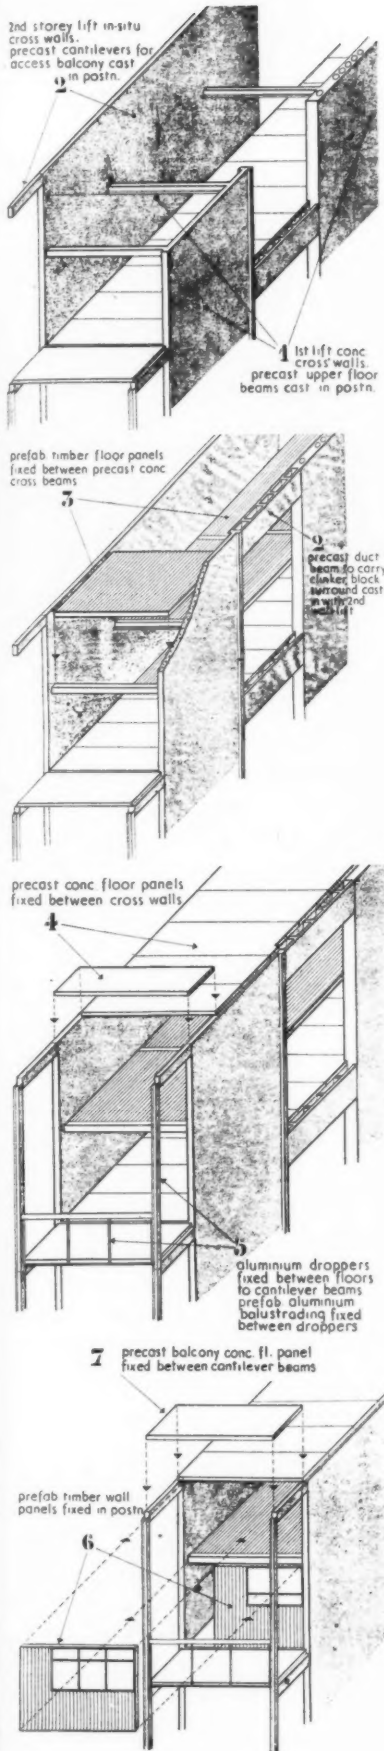 2nd storey lift in-situ
cross walls.
precast cantilevers for
access balcony cast
in postn.
2
1 1st lift conc.
cross walls.
precast upper floor
beams cast in postn.
prefab timber floor panels
fixed between precast conc
cross beams
3
2
precast duct
beam to carry
clinker block
surround cast
in with 2nd
lift
precast conc floor panels
fixed between cross walls
4
5
aluminium droppers
fixed between floors
to cantilever beams
prefab aluminium
balustrading fixed
between droppers
7 precast balcony conc. fl. panel
fixed between cantilever beams
prefab timber wall
panels fixed in postn
6